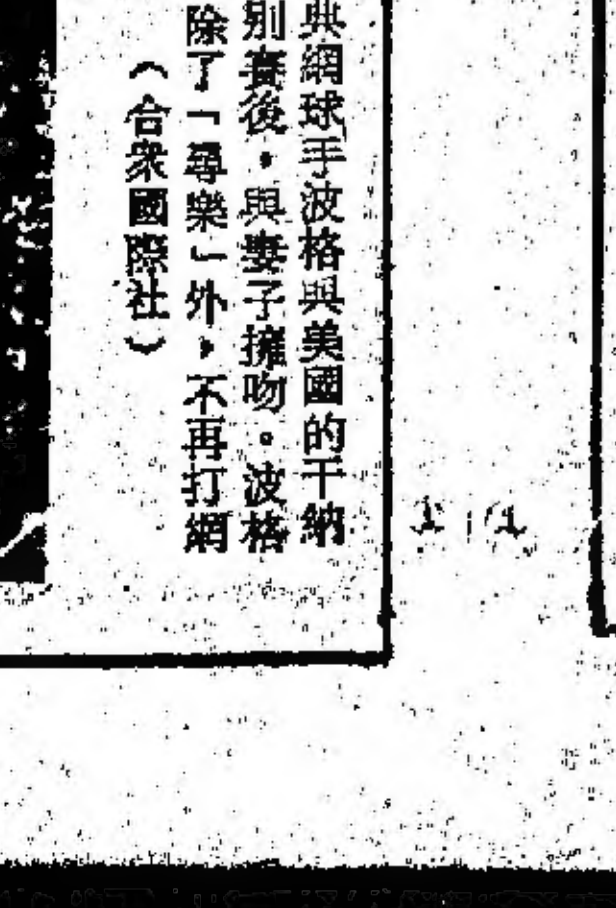 典網球手波格與美國的干納
別賽後，與妻子擁吻。波格
除了「尋樂」外，不再打網
（合衆國際社）